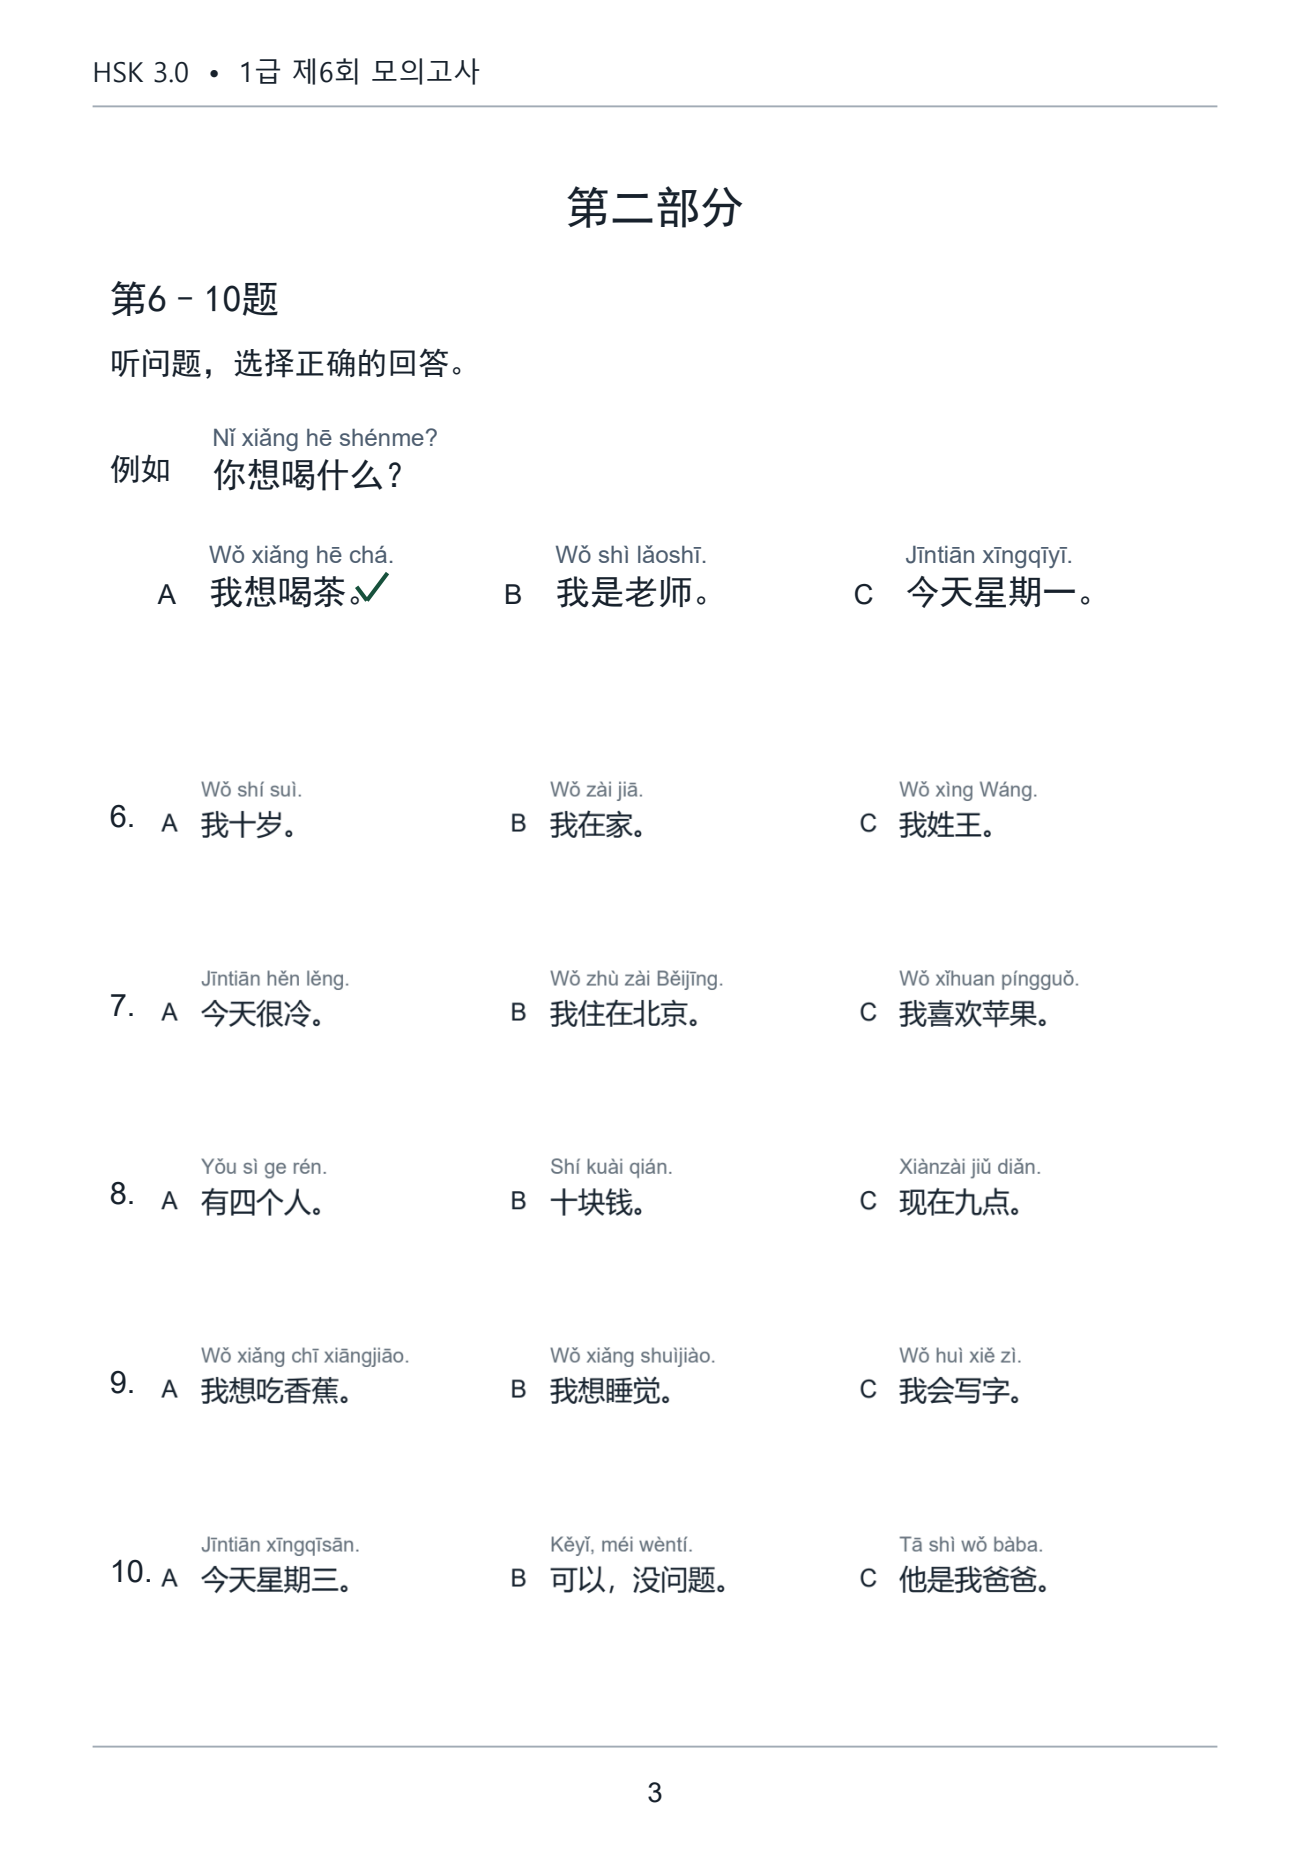 HSK 3.0 • 1급 제6회 모의고사
第二部分
第6–10题
听问题，选择正确的回答。
Nǐ xiǎng hē shénme?
例如 你想喝什么？
Wǒ xiǎng hē chá. Wǒ shì lǎoshī. Jīntiān xīngqīyī.
A 我想喝茶。✓ B 我是老师。 C 今天星期一。
Wǒ shí suì. Wǒ zài jiā. Wǒ xìng Wáng.
6. A 我十岁。 B 我在家。 C 我姓王。
Jīntiān hěn lěng. Wǒ zhù zài Běijīng. Wǒ xǐhuan píngguǒ.
7. A 今天很冷。 B 我住在北京。 C 我喜欢苹果。
Yǒu sì ge rén. Shí kuài qián. Xiànzài jiǔ diǎn.
8. A 有四个人。 B 十块钱。 C 现在九点。
Wǒ xiǎng chī xiāngjiāo. Wǒ xiǎng shuìjiào. Wǒ huì xiě zì.
9. A 我想吃香蕉。 B 我想睡觉。 C 我会写字。
Jīntiān xīngqīsān. Kěyǐ, méi wèntí. Tā shì wǒ bàba.
10. A 今天星期三。 B 可以，没问题。 C 他是我爸爸。
3